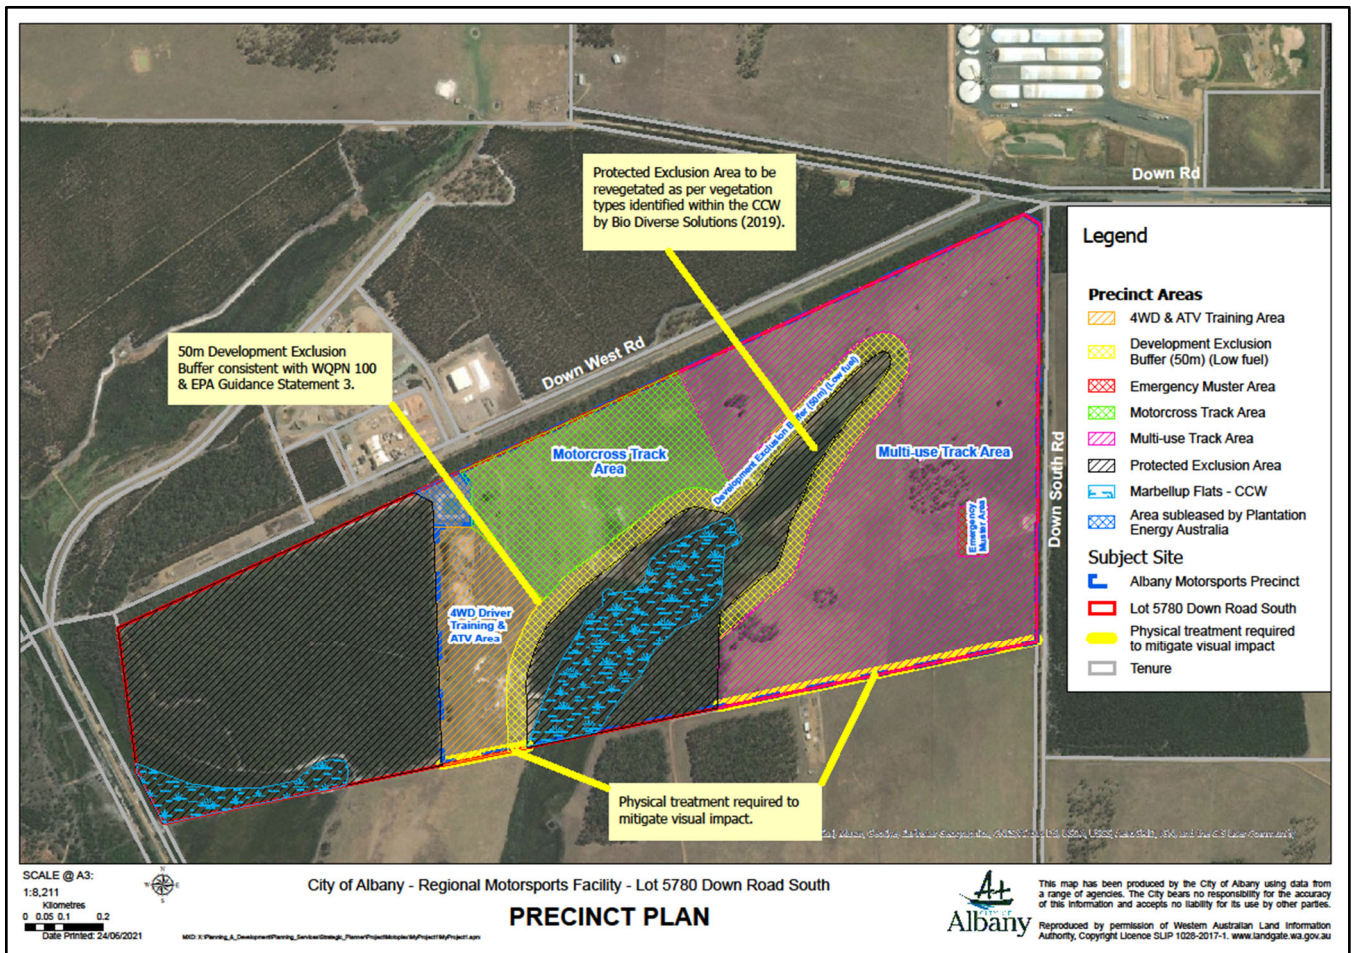 Down Rd
Protected Exclusion Area to be
revegetated as per vegetation
types identified within the CCW
by Bio Diverse Solutions (2019).
50m Development Exclusion
Buffer consistent with WQPN 100
& EPA Guidance Statement 3.
Down West Rd
Motorcross Track
Area
Development Exclusion Buffer (50m) (Low fuel)
Multi-use Track Area
Emergency
Muster Area
Down South Rd
4WD Driver
Training &
ATV Area
Physical treatment required to
mitigate visual impact.
Legend
Precinct Areas
4WD & ATV Training Area
Development Exclusion
Buffer (50m) (Low fuel)
Emergency Muster Area
Motorcross Track Area
Multi-use Track Area
Protected Exclusion Area
Marbellup Flats - CCW
Area subleased by Plantation
Energy Australia
Subject Site
Albany Motorsports Precinct
Lot 5780 Down Road South
Physical treatment required
to mitigate visual impact
Tenure
SCALE @ A3:
1:8,211
Kilometres
0 0.05 0.1 0.2
Date Printed: 24/06/2021
N
W E
S
City of Albany - Regional Motorsports Facility - Lot 5780 Down Road South
PRECINCT PLAN
CITY OF
Albany
This map has been produced by the City of Albany using data from
a range of agencies. The City bears no responsibility for the accuracy
of this information and accepts no liability for its use by other parties.
Reproduced by permission of Western Australian Land Information
Authority, Copyright Licence SLIP 1028-2017-1. www.landgate.wa.gov.au